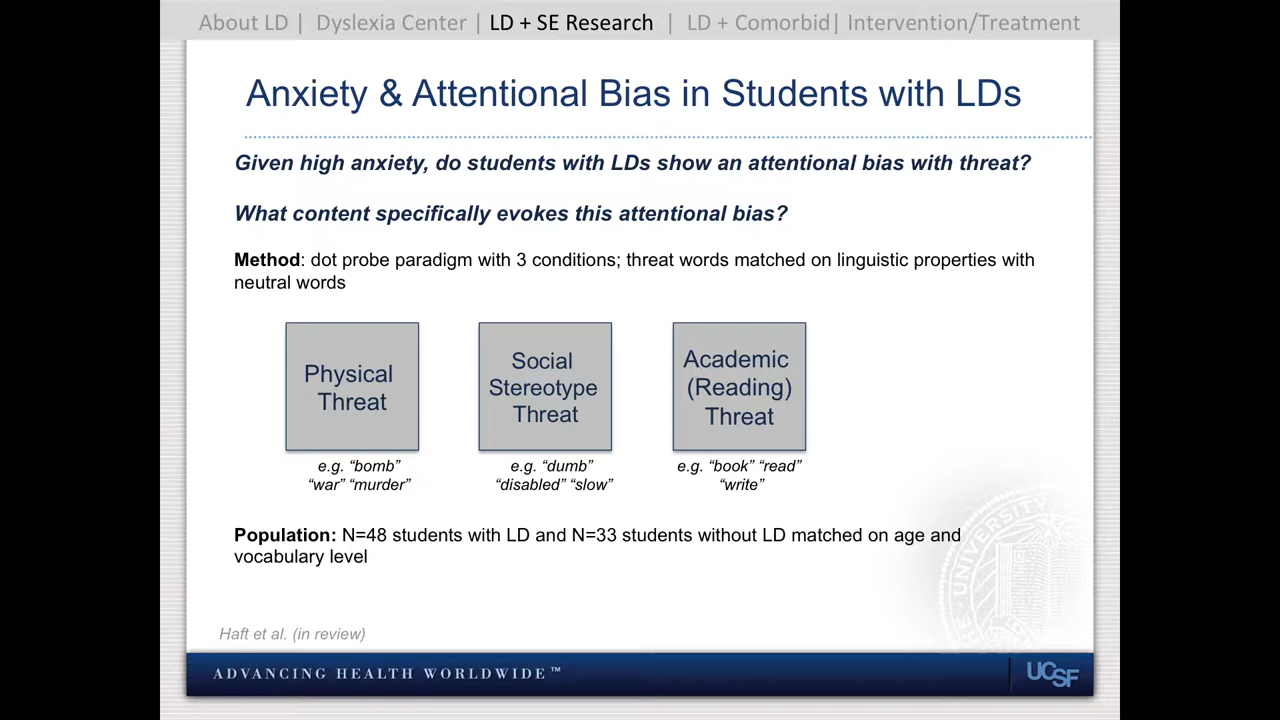 About LD | Dyslexia Center | LD + SE Research | LD + Comorbid| Intervention/Treatment
Anxiety & Attentional Bias in Students with LDs
Given high anxiety, do students with LDs show an attentional bias with threat?
What content specifically evokes this attentional bias?
Method: dot probe paradigm with 3 conditions; threat words matched on linguistic properties with
neutral words
Physical
Threat
Social
Stereotype
Threat
Academic
(Reading)
Threat
e.g. “bomb”
“war” “murder”
e.g. “dumb”
“disabled” “slow”
e.g. “book” “read”
“write”
Population: N=48 students with LD and N=33 students without LD matched on age and
vocabulary level
Haft et al. (in review)
ADVANCING HEALTH WORLDWIDE™
UCSF